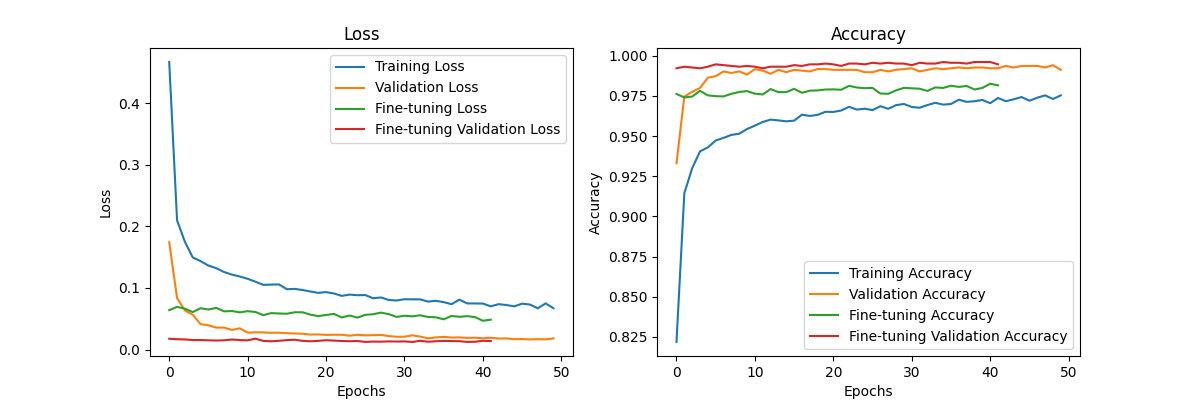 Loss
Training Loss
Validation Loss
Fine-tuning Loss
Fine-tuning Validation Loss
0.4
0.3
0.2
0.1
0.0
Loss
0
10
20
30
40
50
Epochs
Accuracy
1.000
0.975
0.950
0.925
0.900
0.875
0.850
0.825
Accuracy
Training Accuracy
Validation Accuracy
Fine-tuning Accuracy
Fine-tuning Validation Accuracy
0
10
20
30
40
50
Epochs